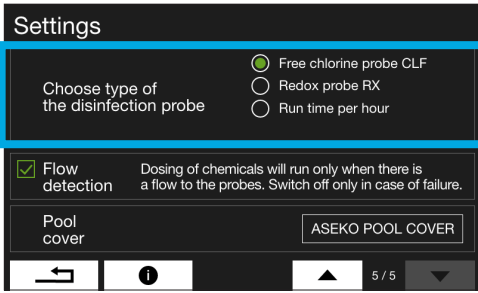 Settings
Choose type of
the disinfection probe
Free chlorine probe CLF
Redox probe RX
Run time per hour
Flow
detection
Dosing of chemicals will run only when there is
a flow to the probes. Switch off only in case of failure.
Pool
cover
ASEKO POOL COVER
i
5 / 5